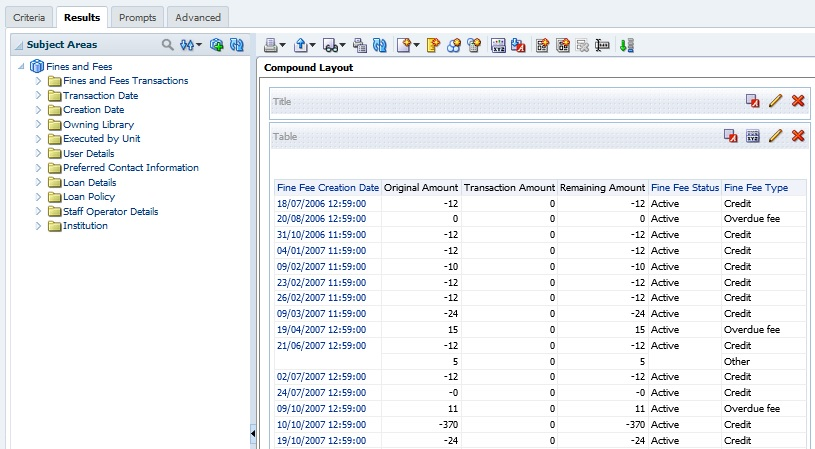 Criteria Results Prompts Advanced
Subject Areas
Fines and Fees
Fines and Fees Transactions
Transaction Date
Creation Date
Owning Library
Executed by Unit
User Details
Preferred Contact Information
Loan Details
Loan Policy
Staff Operator Details
Institution
Compound Layout
Title
Table
Fine Fee Creation Date Original Amount Transaction Amount Remaining Amount Fine Fee Status Fine Fee Type
18/07/2006 12:59:00 -12 0 -12 Active Credit
20/08/2006 12:59:00 0 0 0 Active Overdue fee
31/10/2006 11:59:00 -12 0 -12 Active Credit
04/01/2007 11:59:00 -12 0 -12 Active Credit
09/02/2007 11:59:00 -10 0 -10 Active Credit
23/02/2007 11:59:00 -12 0 -12 Active Credit
26/02/2007 11:59:00 -12 0 -12 Active Credit
09/03/2007 11:59:00 -24 0 -24 Active Credit
19/04/2007 12:59:00 15 0 15 Active Overdue fee
21/06/2007 12:59:00 -12 0 -12 Active Credit
5 0 5 Other
02/07/2007 12:59:00 -12 0 -12 Active Credit
24/07/2007 12:59:00 -0 0 -0 Active Credit
09/10/2007 12:59:00 11 0 11 Active Overdue fee
10/10/2007 12:59:00 -370 0 -370 Active Credit
19/10/2007 12:59:00 -24 0 -24 Active Credit